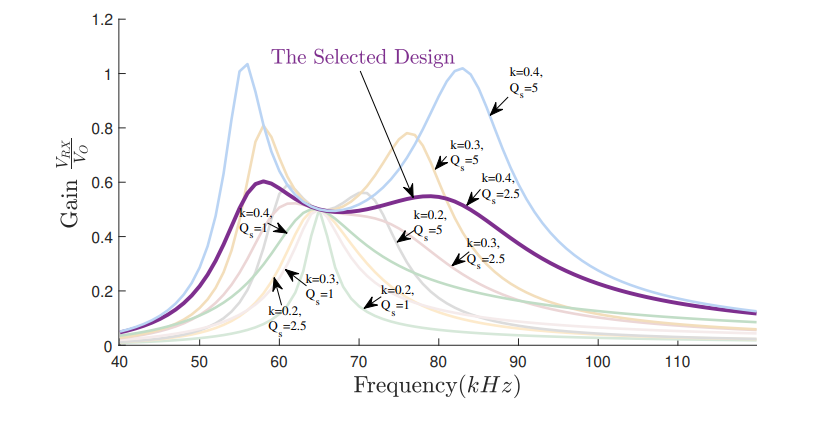 1.2
1
0.8
0.6
0.4
0.2
0
Gain V_RX/V_O
The Selected Design
k=0.4,
Q_s=5
k=0.3,
Q_s=5
k=0.4,
Q_s=2.5
k=0.2,
Q_s=5
k=0.4,
Q_s=1
k=0.3,
Q_s=2.5
k=0.3,
Q_s=1
k=0.2,
Q_s=1
k=0.2,
Q_s=2.5
40 50 60 70 80 90 100 110
Frequency(kHz)